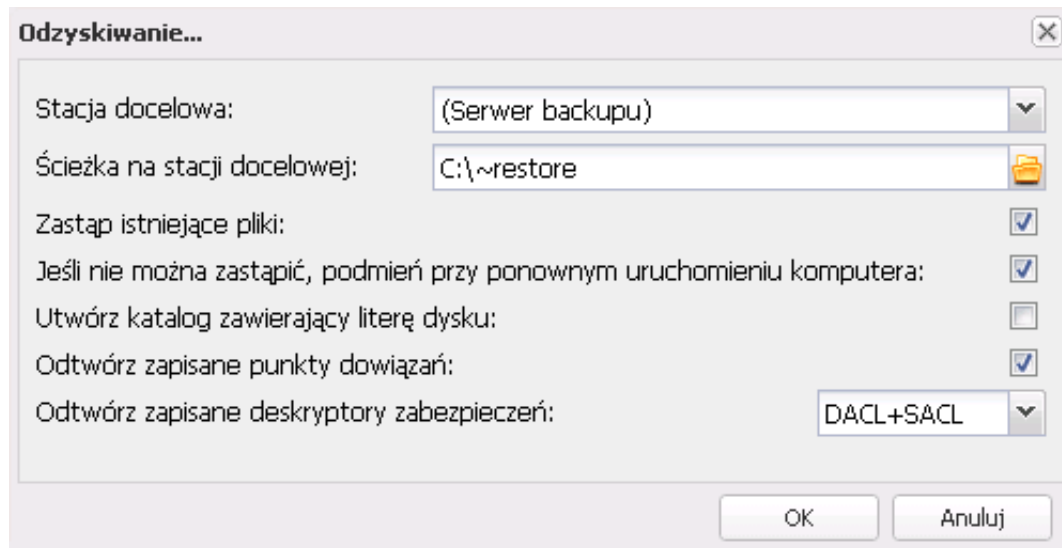 Odzyskiwanie...
Stacja docelowa: (Serwer backupu)
Ścieżka na stacji docelowej: C:\~restore
Zastąp istniejące pliki:
Jeśli nie można zastąpić, podmień przy ponownym uruchomieniu komputera:
Utwórz katalog zawierający literę dysku:
Odtwórz zapisane punkty dowiązań:
Odtwórz zapisane deskryptory zabezpieczeń: DACL+SACL
OK Anuluj